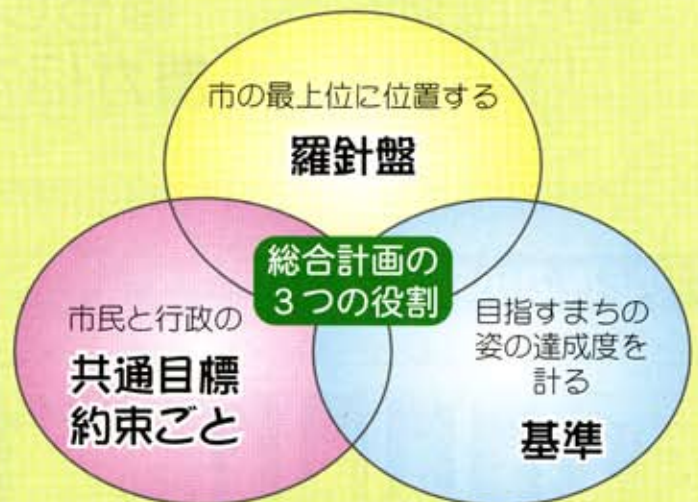 市の最上位に位置する
羅針盤
総合計画の
3つの役割
市民と行政の
共通目標
約束ごと
目指すまちの
姿の達成度を
計る
基準